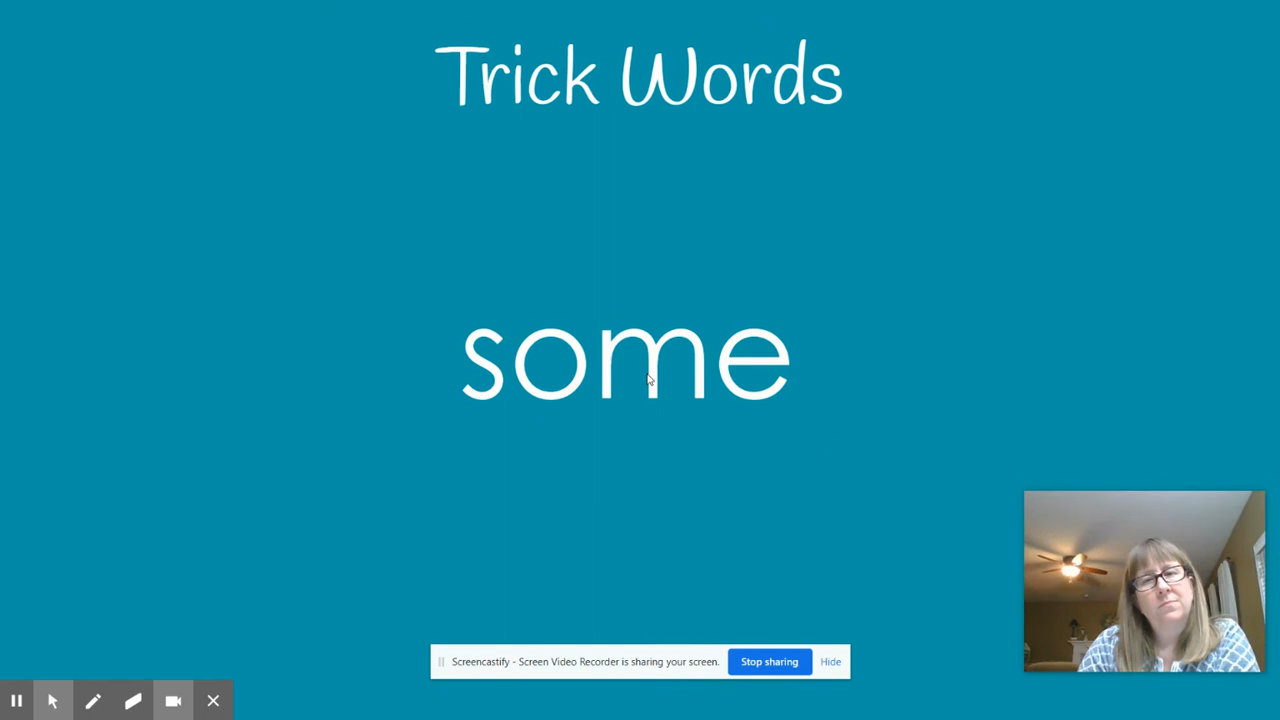 Trick Words
some
Screencastify - Screen Video Recorder is sharing your screen.
Stop sharing
Hide